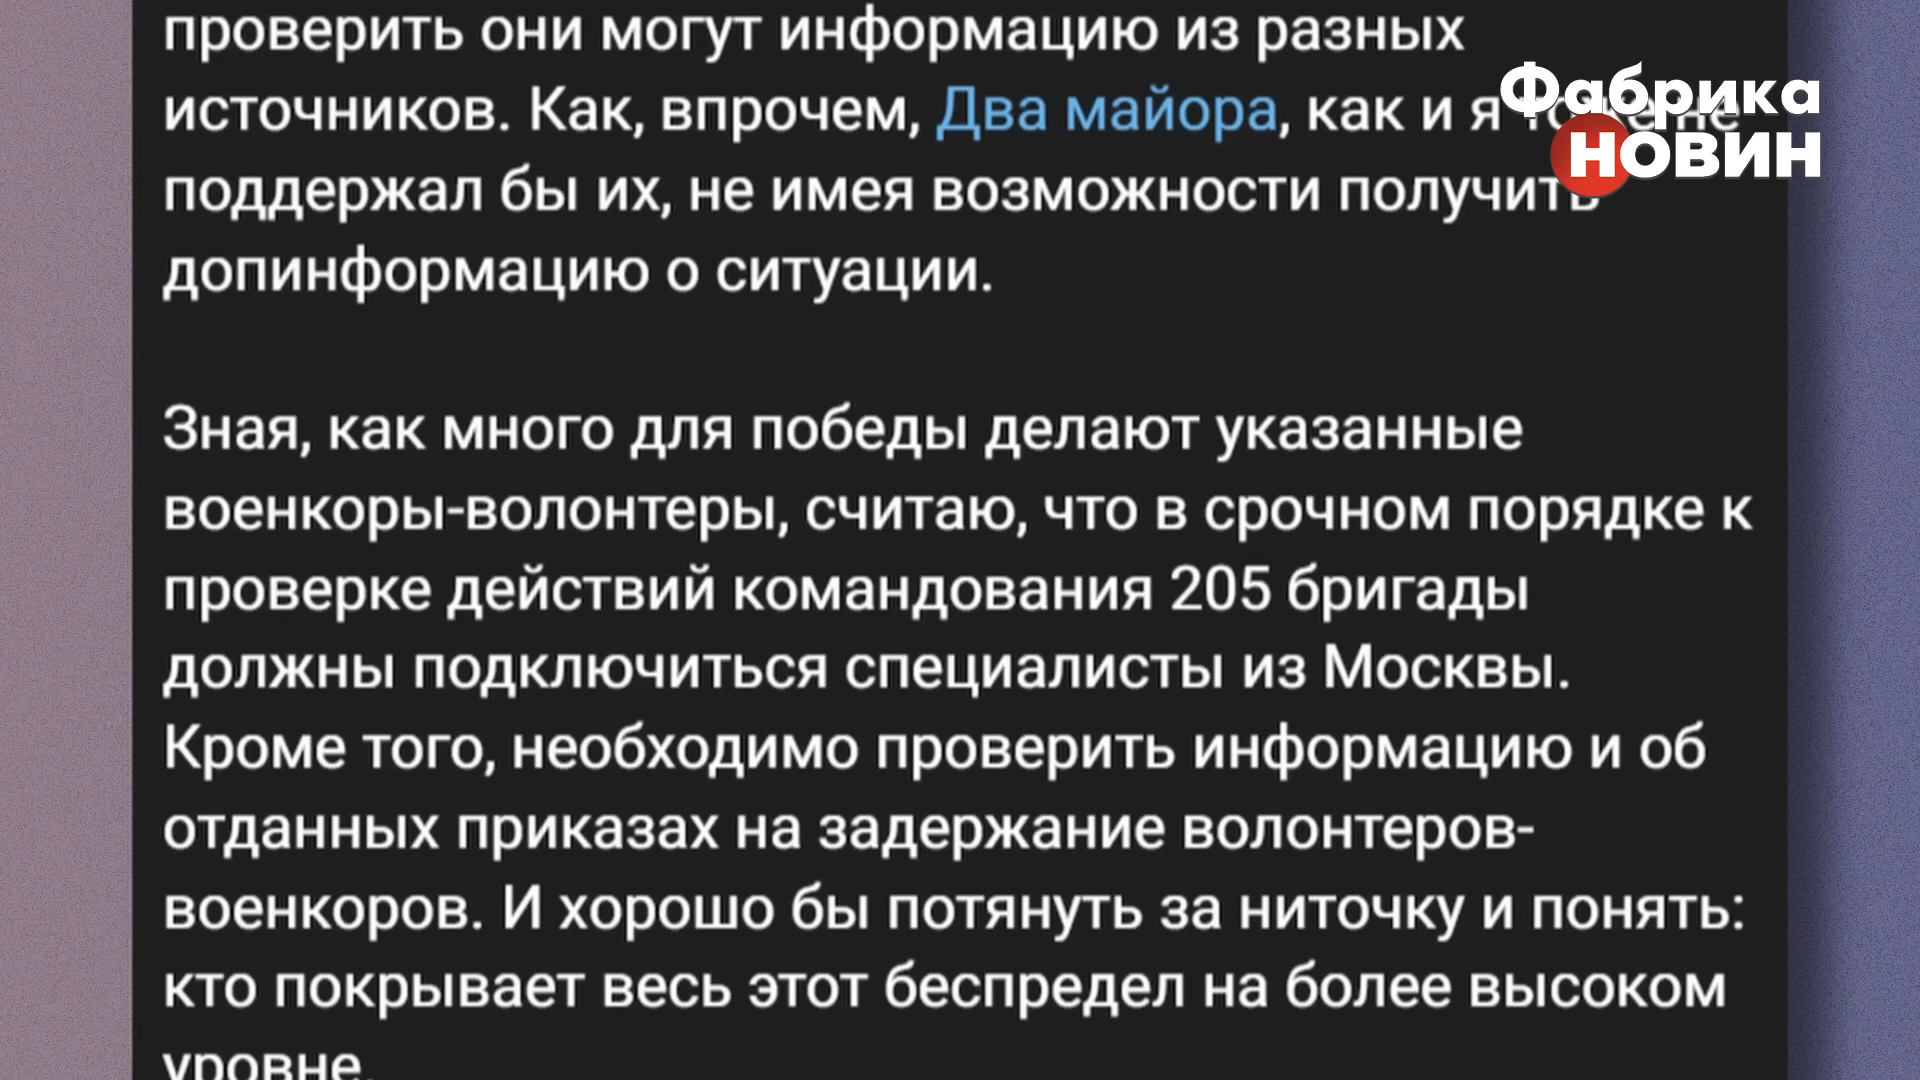 проверить они могут информацию из разных
источников. Как, впрочем, Два майора, как и я
поддержал бы их, не имея возможности получить
допинформацию о ситуации.
Зная, как много для победы делают указанные
военкоры-волонтеры, считаю, что в срочном порядке к
проверке действий командования 205 бригады
должны подключиться специалисты из Москвы.
Кроме того, необходимо проверить информацию и об
отданных приказах на задержание волонтеров-
военкоров. И хорошо бы потянуть за ниточку и понять:
кто покрывает весь этот беспредел на более высоком
уровне.
Фабрика
новин